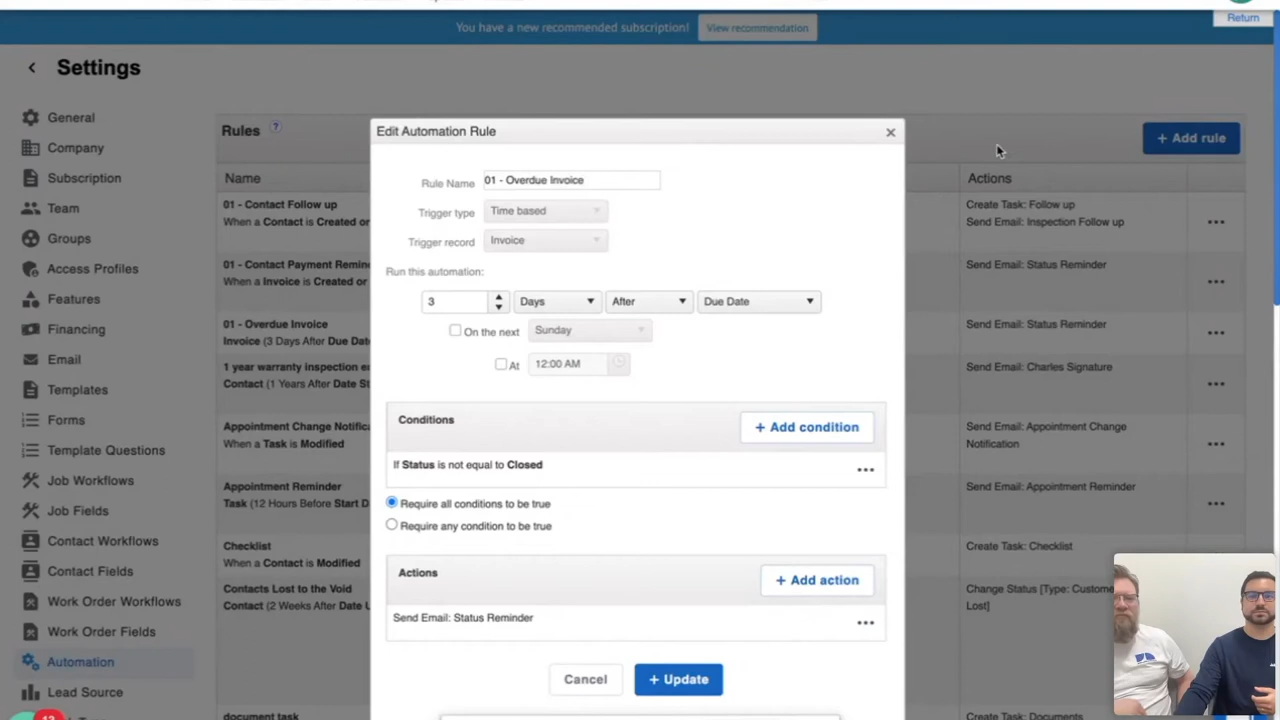 You have a new recommended subscription!
View recommendation
Return
Settings
General
Company
Subscription
Team
Groups
Access Profiles
Features
Financing
Email
Templates
Forms
Template Questions
Job Workflows
Job Fields
Contact Workflows
Contact Fields
Work Order Workflows
Work Order Fields
Automation
Lead Source
12
Rules ?
+ Add rule
Name
Actions
01 - Contact Follow up
When a Contact is Created or
Create Task: Follow up
Send Email: Inspection Follow up
01 - Contact Payment Remin
When a Invoice is Created or
Send Email: Status Reminder
01 - Overdue Invoice
Invoice (3 Days After Due Dat
Send Email: Status Reminder
1 year warranty inspection e
Contact (1 Years After Date St
Send Email: Charles Signature
Appointment Change Notifica
When a Task is Modified
Send Email: Appointment Change
Notification
Appointment Reminder
Task (12 Hours Before Start D
Send Email: Appointment Reminder
Checklist
When a Contact is Modified
Create Task: Checklist
Contacts Lost to the Void
Contact (2 Weeks After Date U
Change Status [Type: Custome
Lost]
document task
Create Task: Documents
Edit Automation Rule
Rule Name
01 - Overdue Invoice
Trigger type
Time based
Trigger record
Invoice
Run this automation:
3
Days
After
Due Date
On the next
Sunday
At
12:00 AM
Conditions
+ Add condition
If Status is not equal to Closed
Require all conditions to be true
Require any condition to be true
Actions
+ Add action
Send Email: Status Reminder
Cancel
+ Update